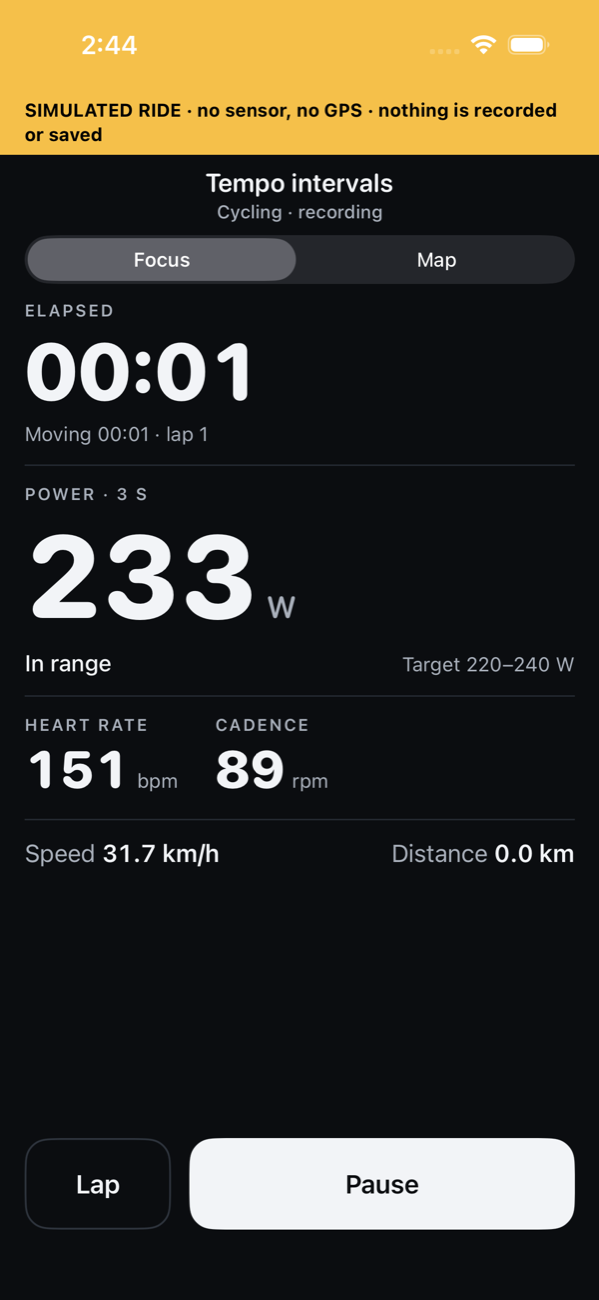 2:44
SIMULATED RIDE · no sensor, no GPS · nothing is recorded
or saved
Tempo intervals
Cycling · recording
Focus Map
ELAPSED
00:01
Moving 00:01 · lap 1
POWER · 3 S
233 W
In range Target 220–240 W
HEART RATE CADENCE
151 bpm 89 rpm
Speed 31.7 km/h Distance 0.0 km
Lap Pause